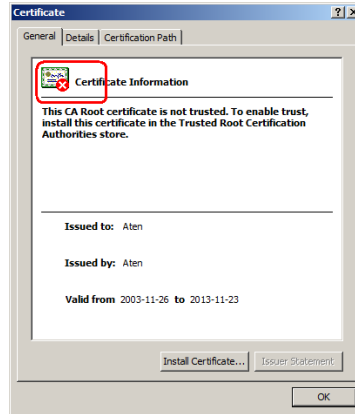 Certificate
General Details Certification Path
Certificate Information
This CA Root certificate is not trusted. To enable trust,
install this certificate in the Trusted Root Certification
Authorities store.
Issued to: Aten
Issued by: Aten
Valid from 2003-11-26 to 2013-11-23
Install Certificate... Issuer Statement
OK